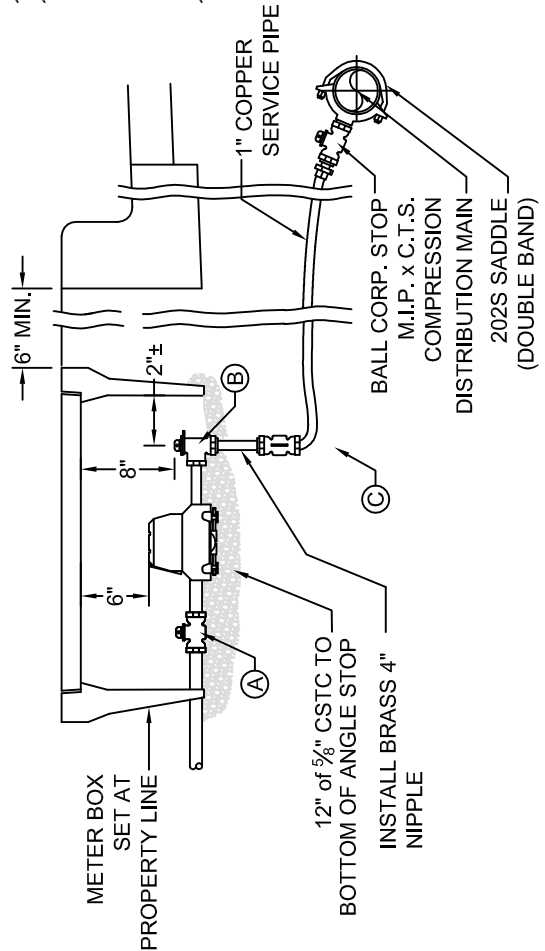 6" MIN.
2"±
8"
6"
METER BOX
SET AT
PROPERTY LINE
1" COPPER
SERVICE PIPE
A
B
C
12" of 5/8" CSTC TO
BOTTOM OF ANGLE STOP
INSTALL BRASS 4"
NIPPLE
BALL CORP. STOP
M.I.P. x C.T.S.
COMPRESSION
DISTRIBUTION MAIN
202S SADDLE
(DOUBLE BAND)